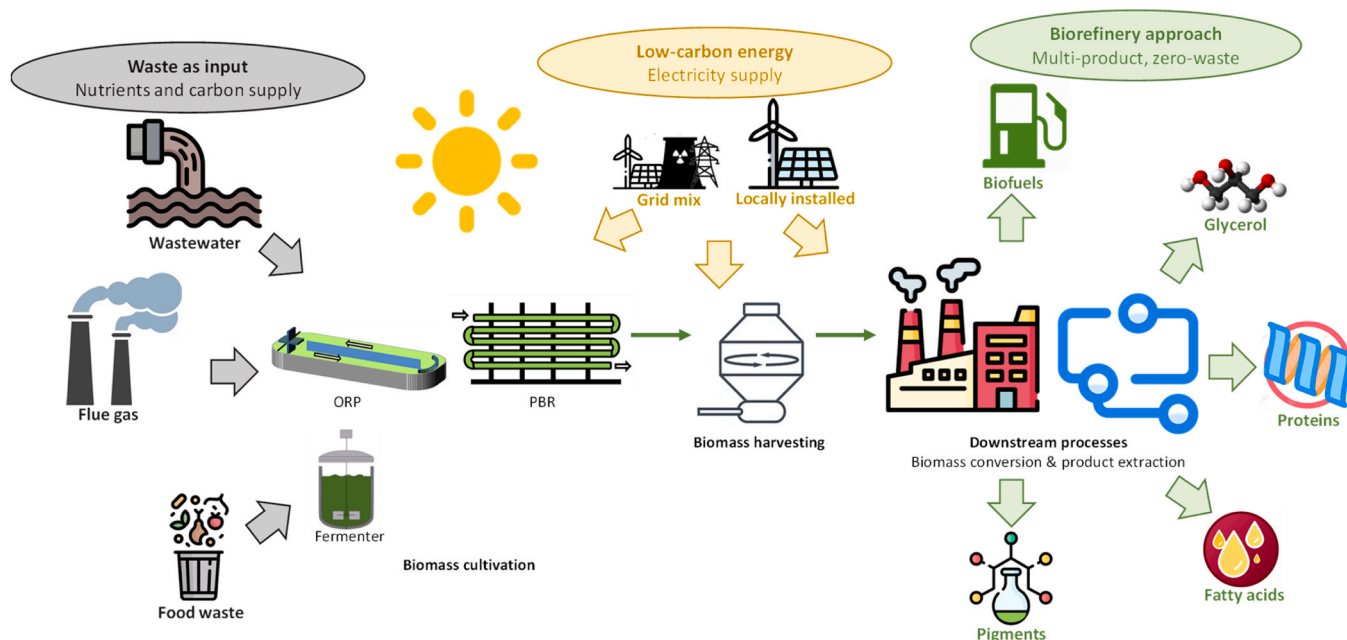 Waste as input
Nutrients and carbon supply
Low-carbon energy
Electricity supply
Biorefinery approach
Multi-product, zero-waste
Wastewater
Grid mix
Locally installed
Biofuels
Glycerol
Flue gas
ORP
PBR
Biomass harvesting
Downstream processes
Biomass conversion & product extraction
Proteins
Fermenter
Biomass cultivation
Food waste
Pigments
Fatty acids